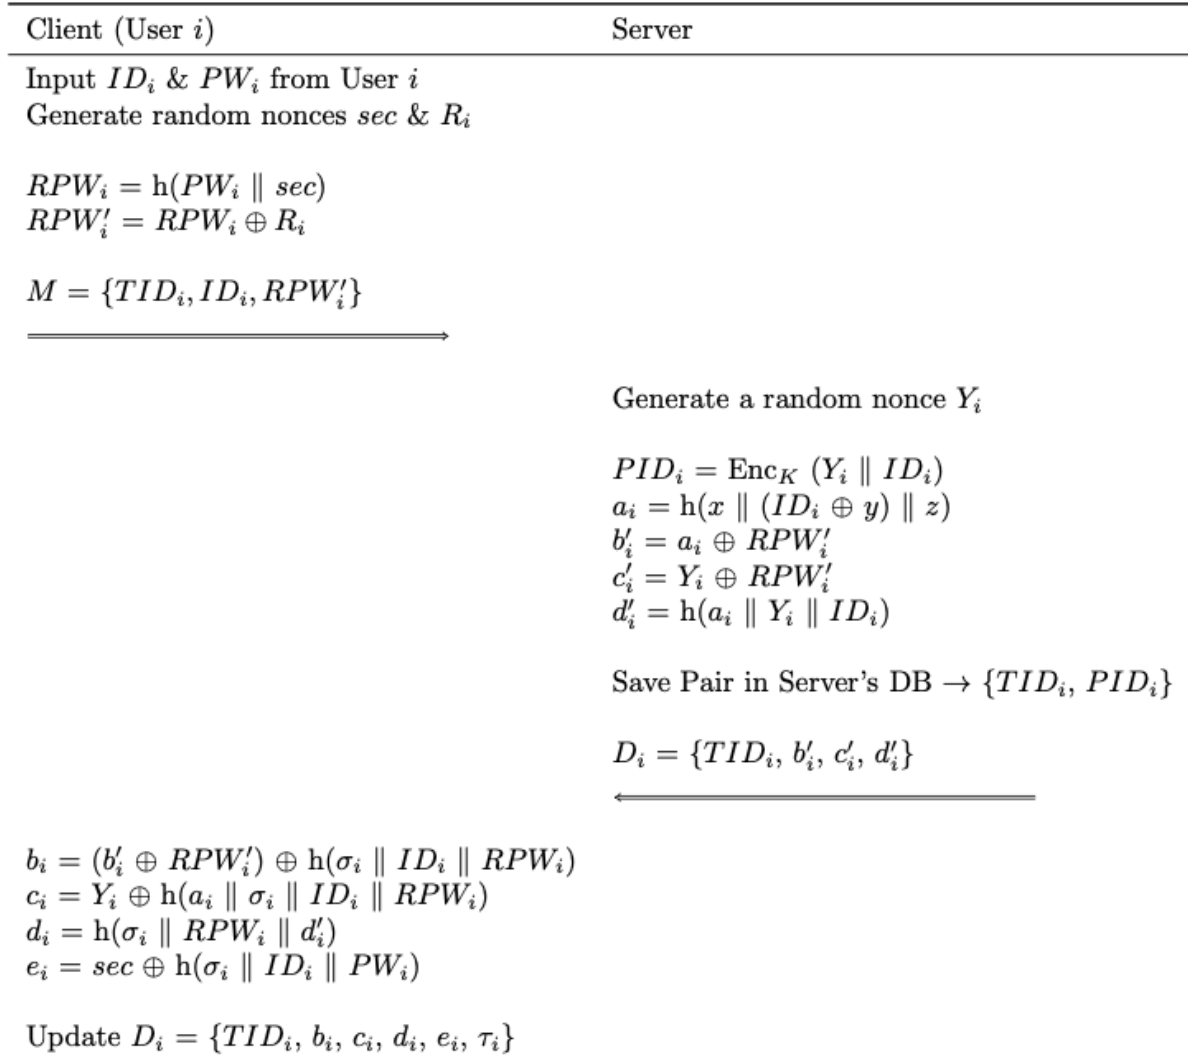 Client (User i)
Server
Input ID_i & PW_i from User i
Generate random nonces sec & R_i
RPW_i = h(PW_i ∥ sec)
RPW′_i = RPW_i ⊕ R_i
M = {TID_i, ID_i, RPW′_i}
Generate a random nonce Y_i
PID_i = Enc_K (Y_i ∥ ID_i)
a_i = h(x ∥ (ID_i ⊕ y) ∥ z)
b′_i = a_i ⊕ RPW′_i
c′_i = Y_i ⊕ RPW′_i
d′_i = h(a_i ∥ Y_i ∥ ID_i)
Save Pair in Server's DB → {TID_i, PID_i}
D_i = {TID_i, b′_i, c′_i, d′_i}
b_i = (b′_i ⊕ RPW′_i) ⊕ h(σ_i ∥ ID_i ∥ RPW_i)
c_i = Y_i ⊕ h(a_i ∥ σ_i ∥ ID_i ∥ RPW_i)
d_i = h(σ_i ∥ RPW_i ∥ d′_i)
e_i = sec ⊕ h(σ_i ∥ ID_i ∥ PW_i)
Update D_i = {TID_i, b_i, c_i, d_i, e_i, τ_i}